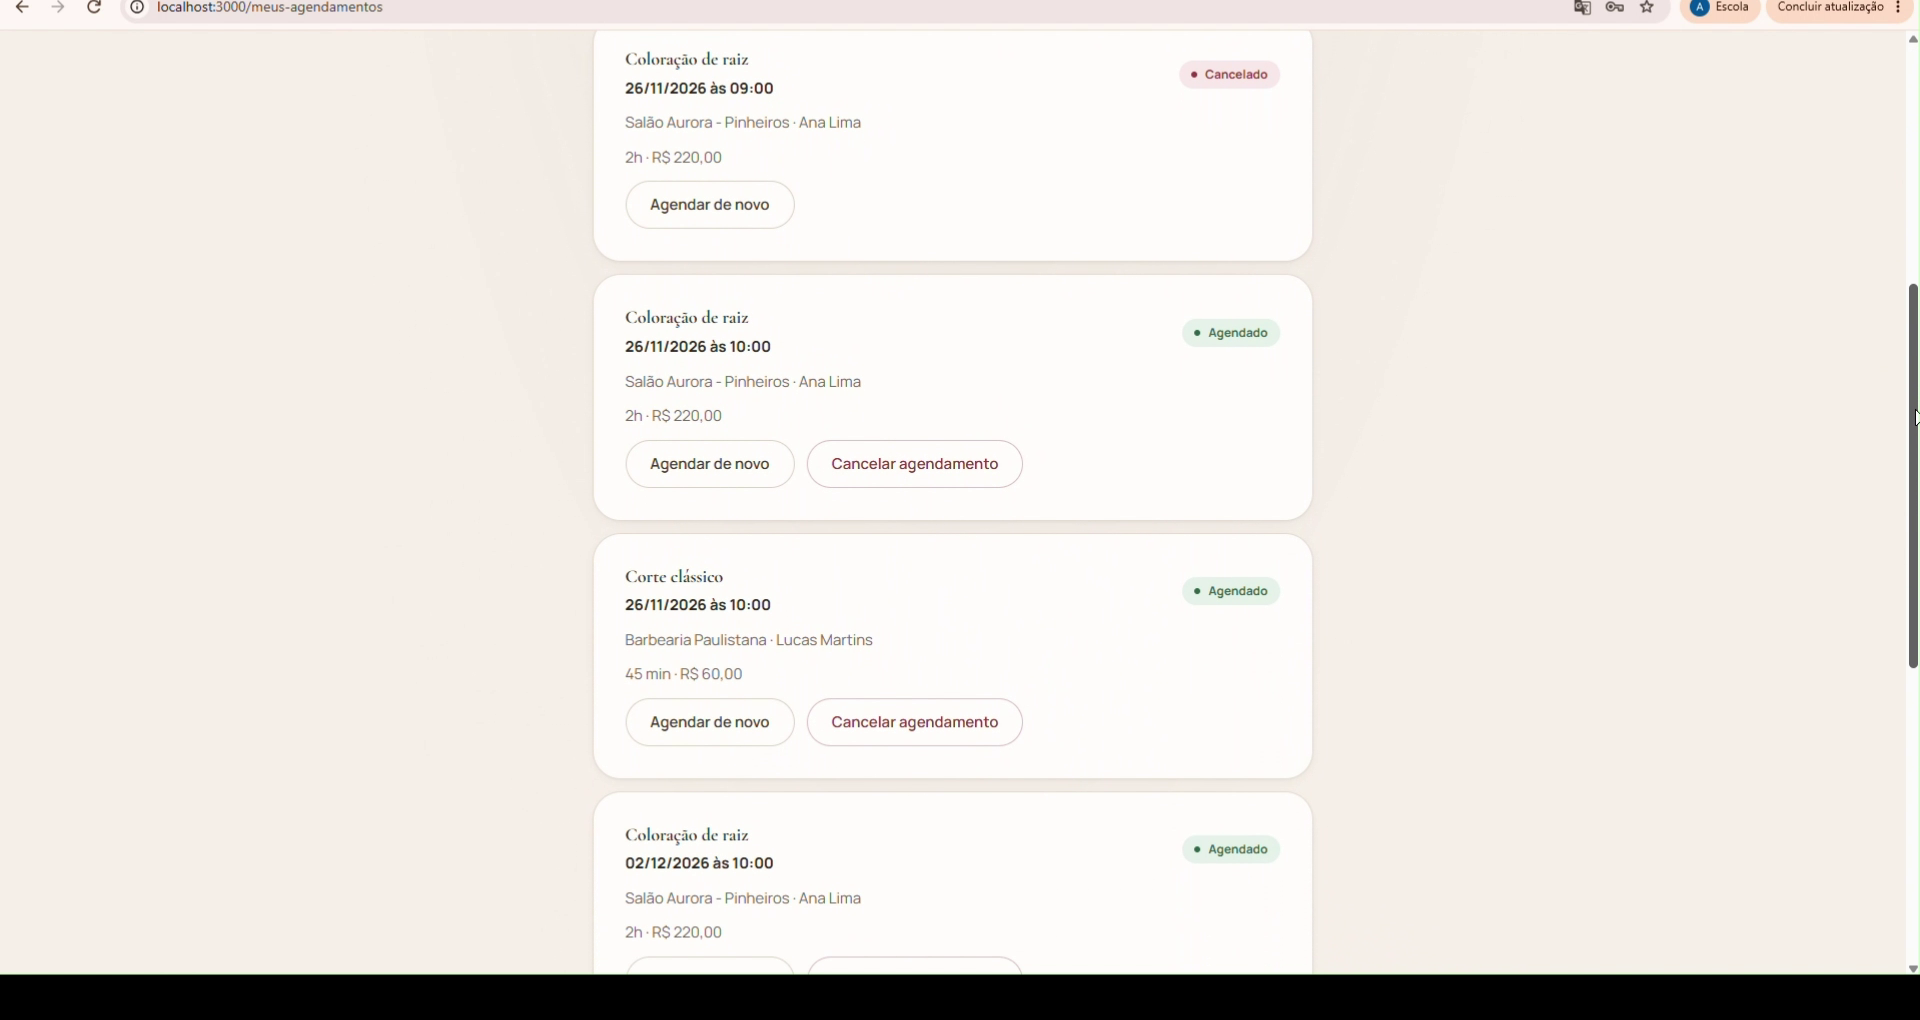 localhost:3000/meus-agendamentos
A Escola
Concluir atualização
Coloração de raiz
Cancelado
26/11/2026 às 09:00
Salão Aurora - Pinheiros · Ana Lima
2h · R$ 220,00
Agendar de novo
Coloração de raiz
Agendado
26/11/2026 às 10:00
Salão Aurora - Pinheiros · Ana Lima
2h · R$ 220,00
Agendar de novo
Cancelar agendamento
Corte clássico
Agendado
26/11/2026 às 10:00
Barbearia Paulistana · Lucas Martins
45 min · R$ 60,00
Agendar de novo
Cancelar agendamento
Coloração de raiz
Agendado
02/12/2026 às 10:00
Salão Aurora - Pinheiros · Ana Lima
2h · R$ 220,00